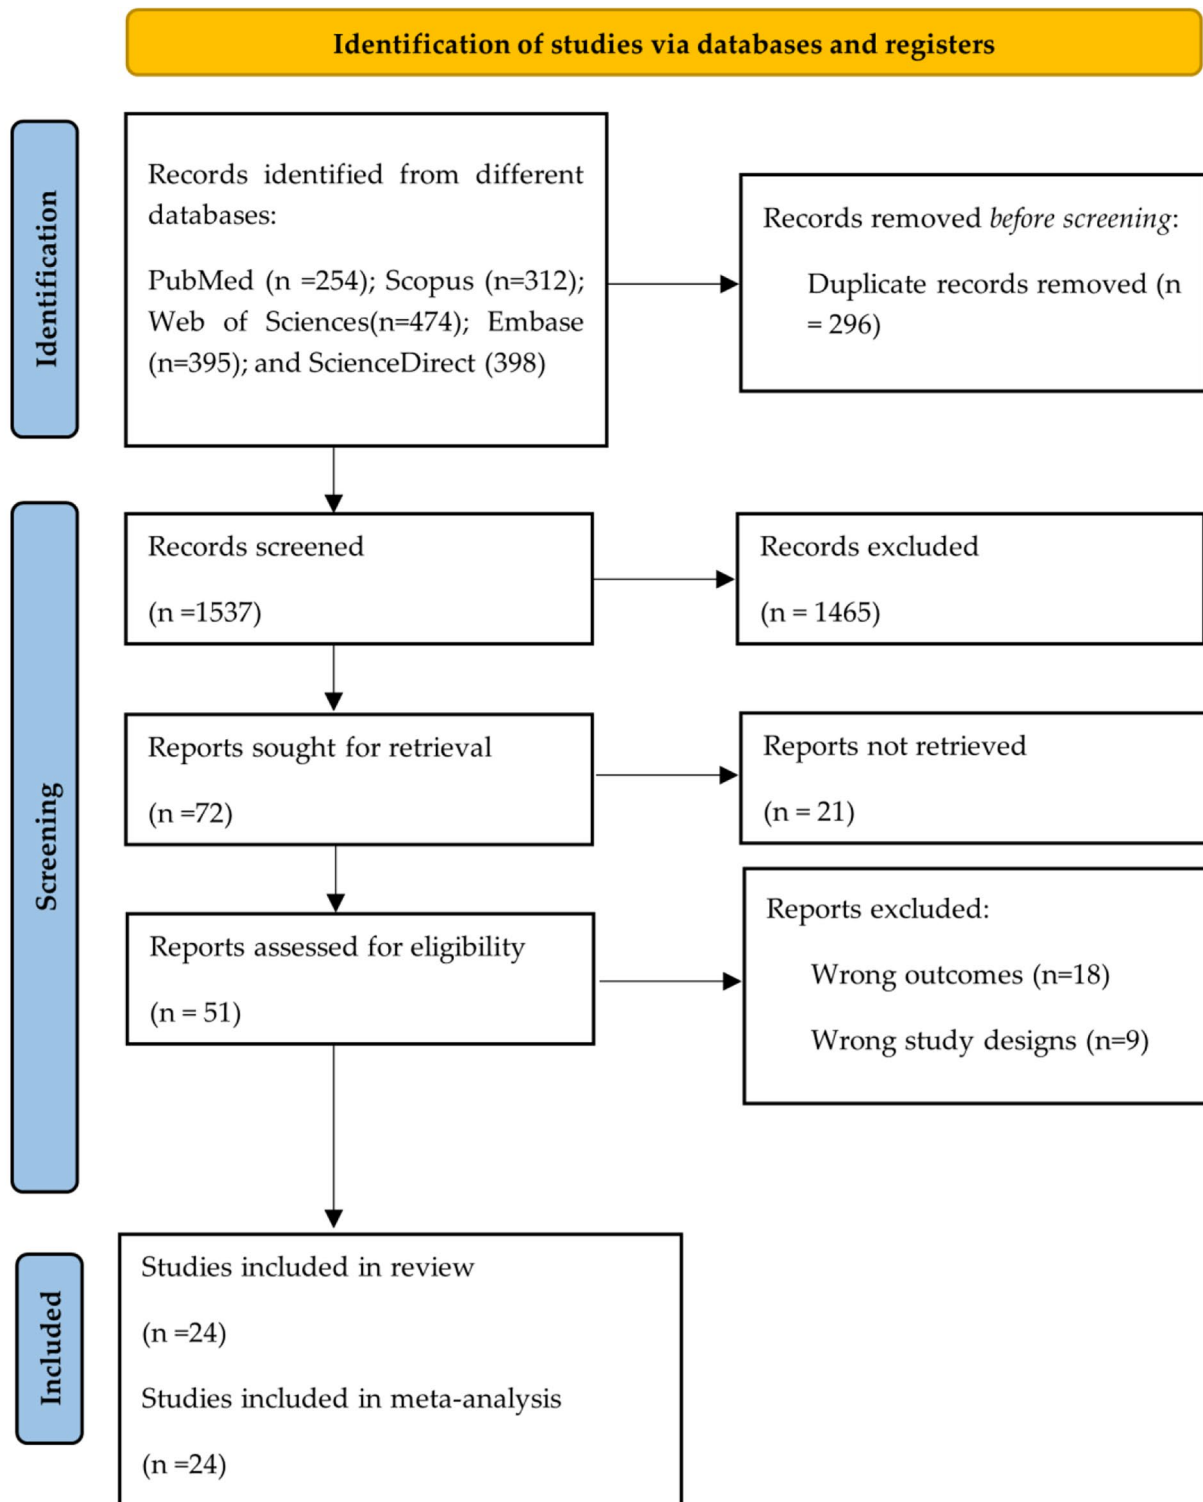 Identification of studies via databases and registers
Identification
Records identified from different
databases:
PubMed (n =254); Scopus (n=312);
Web of Sciences(n=474); Embase
(n=395); and ScienceDirect (398)
Records removed before screening:
Duplicate records removed (n
= 296)
Screening
Records screened
(n =1537)
Records excluded
(n = 1465)
Reports sought for retrieval
(n =72)
Reports not retrieved
(n = 21)
Reports assessed for eligibility
(n = 51)
Reports excluded:
Wrong outcomes (n=18)
Wrong study designs (n=9)
Included
Studies included in review
(n =24)
Studies included in meta-analysis
(n =24)